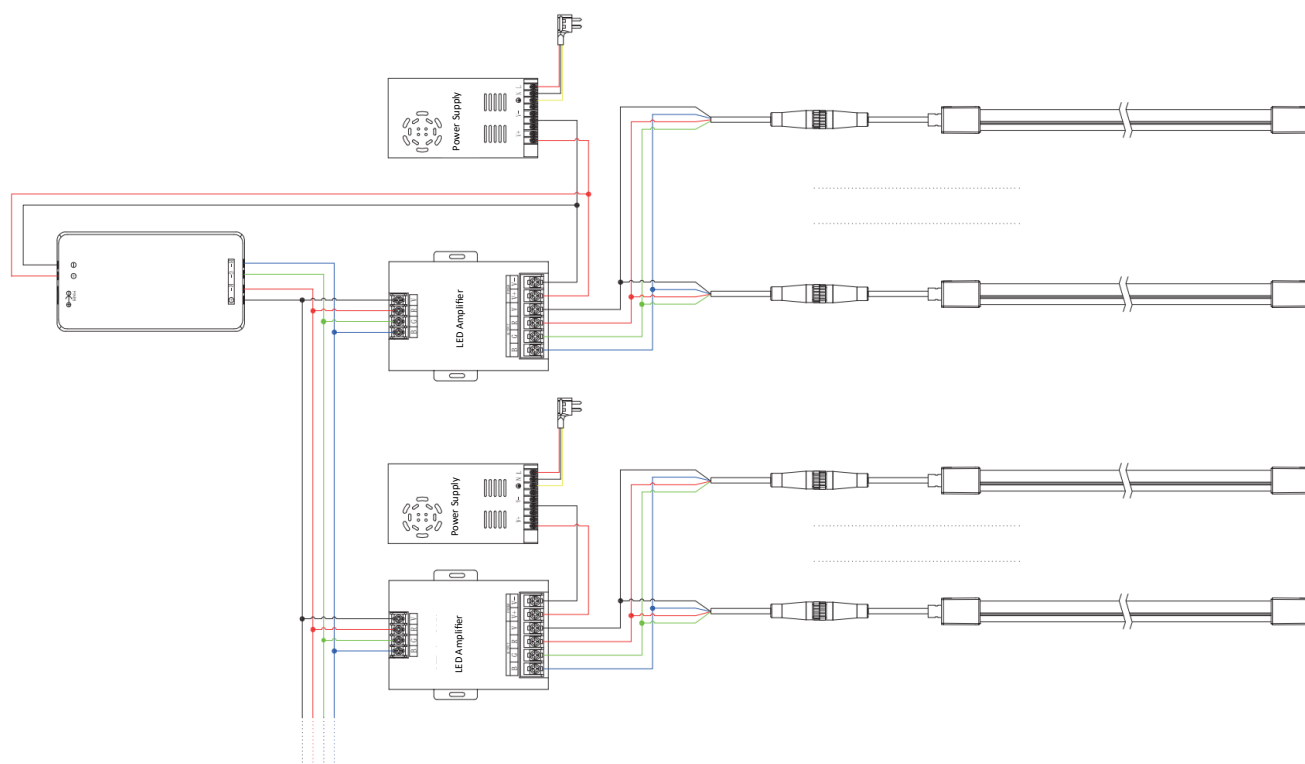 Power Supply
L
N
LED Amplifier
V
R
G
B
V-
V+
V
R
G
B
Power Supply
L
N
LED Amplifier
V
R
G
B
V+
V
R
G
B